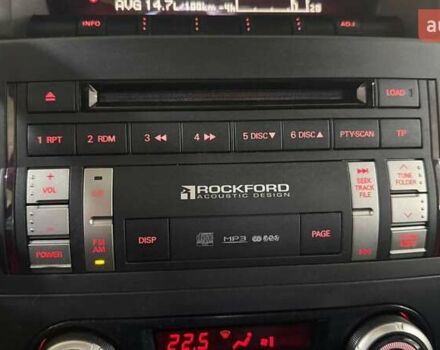 AVG 14.7L/100km
INFO
ADJ
LOAD
1 RPT
2 RDM
3 ◀◀
4 ▶▶
5 DISC▼
6 DISC▲
PTY-SCAN
TP
+
VOL
−
POWER
FM
AM
ROCKFORD
ACOUSTIC DESIGN
DISP
MP3
PAGE
SEEK
TRACK
FILE
TUNE
FOLDER
22.5